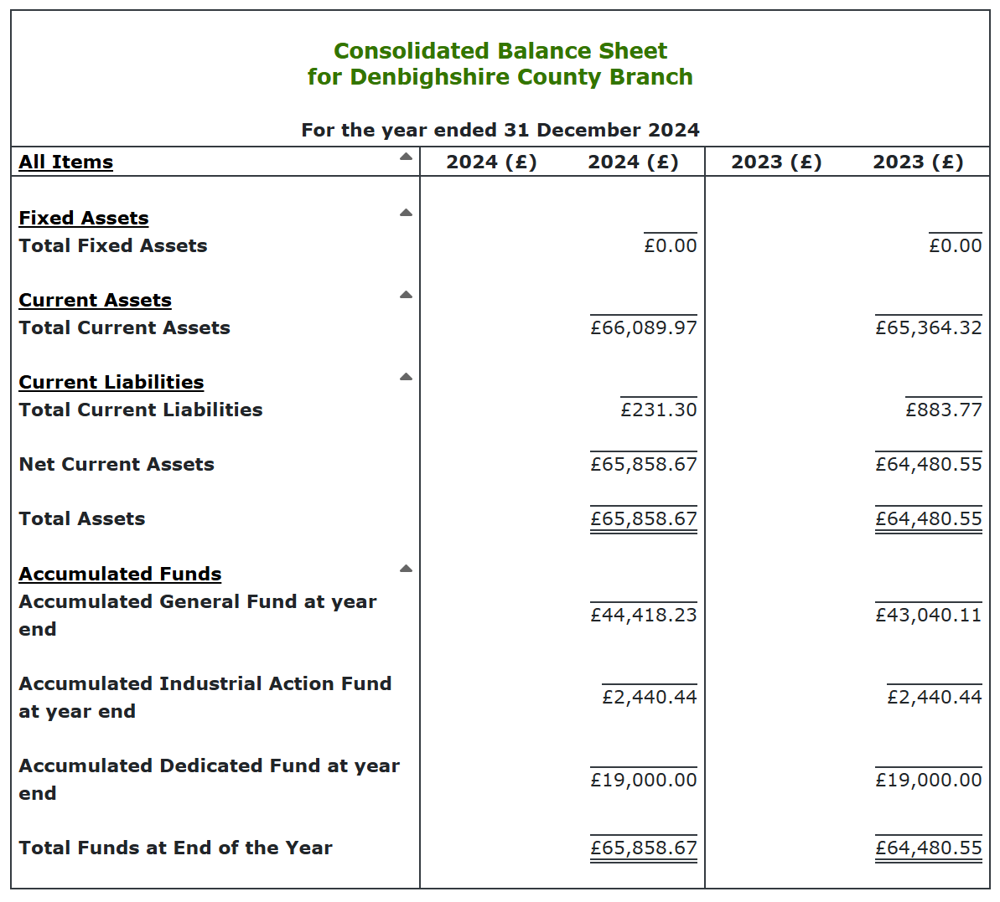 Consolidated Balance Sheet
for Denbighshire County Branch
For the year ended 31 December 2024
All Items 2024 (£) 2024 (£) 2023 (£) 2023 (£)
Fixed Assets
Total Fixed Assets £0.00 £0.00
Current Assets
Total Current Assets £66,089.97 £65,364.32
Current Liabilities
Total Current Liabilities £231.30 £883.77
Net Current Assets £65,858.67 £64,480.55
Total Assets £65,858.67 £64,480.55
Accumulated Funds
Accumulated General Fund at year
end £44,418.23 £43,040.11
Accumulated Industrial Action Fund
at year end £2,440.44 £2,440.44
Accumulated Dedicated Fund at year
end £19,000.00 £19,000.00
Total Funds at End of the Year £65,858.67 £64,480.55